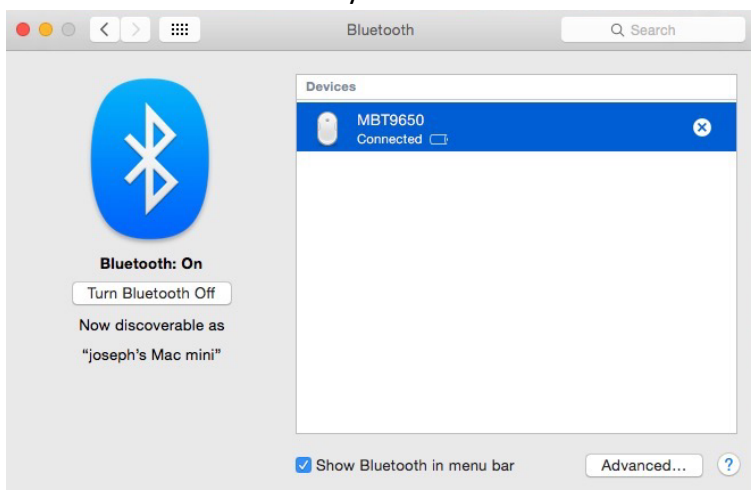 Bluetooth
Search
Devices
MBT9650
Connected
Bluetooth: On
Turn Bluetooth Off
Now discoverable as
“joseph’s Mac mini”
Show Bluetooth in menu bar
Advanced...
?